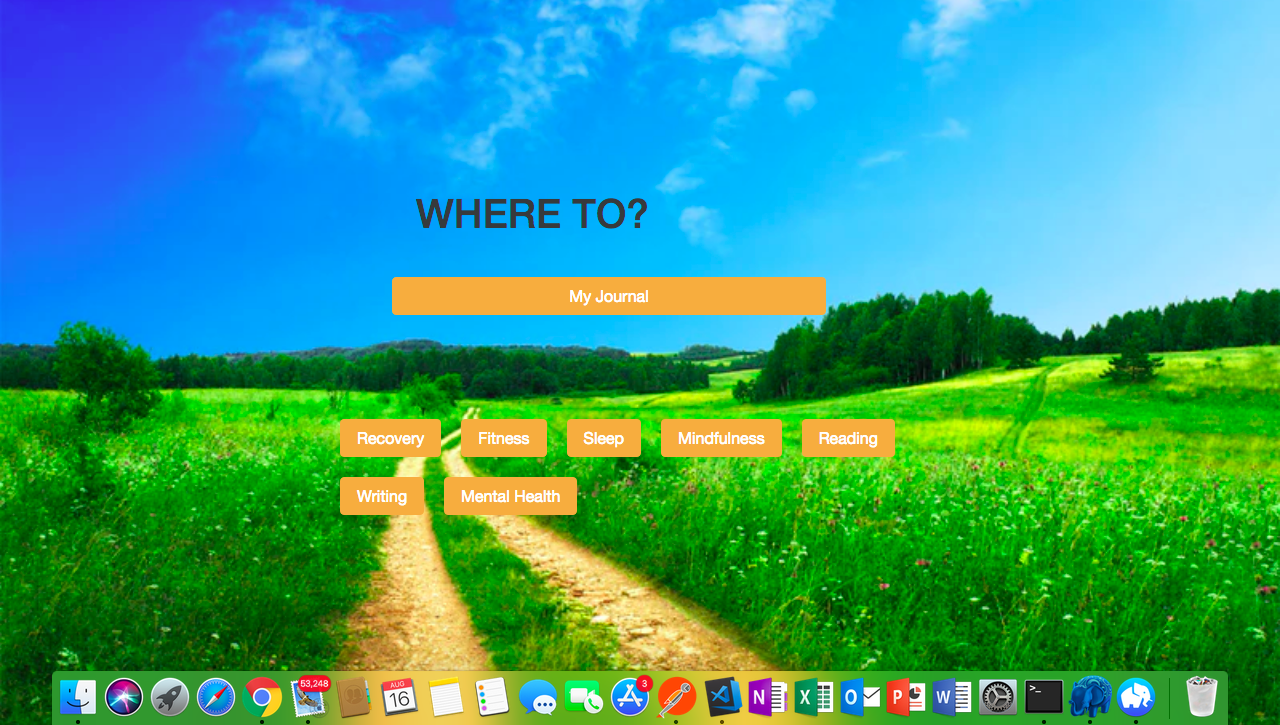 WHERE TO?
My Journal
Recovery Fitness Sleep Mindfulness Reading
Writing Mental Health
53,248
AUG
16
3
>_
N
X
O
P
W